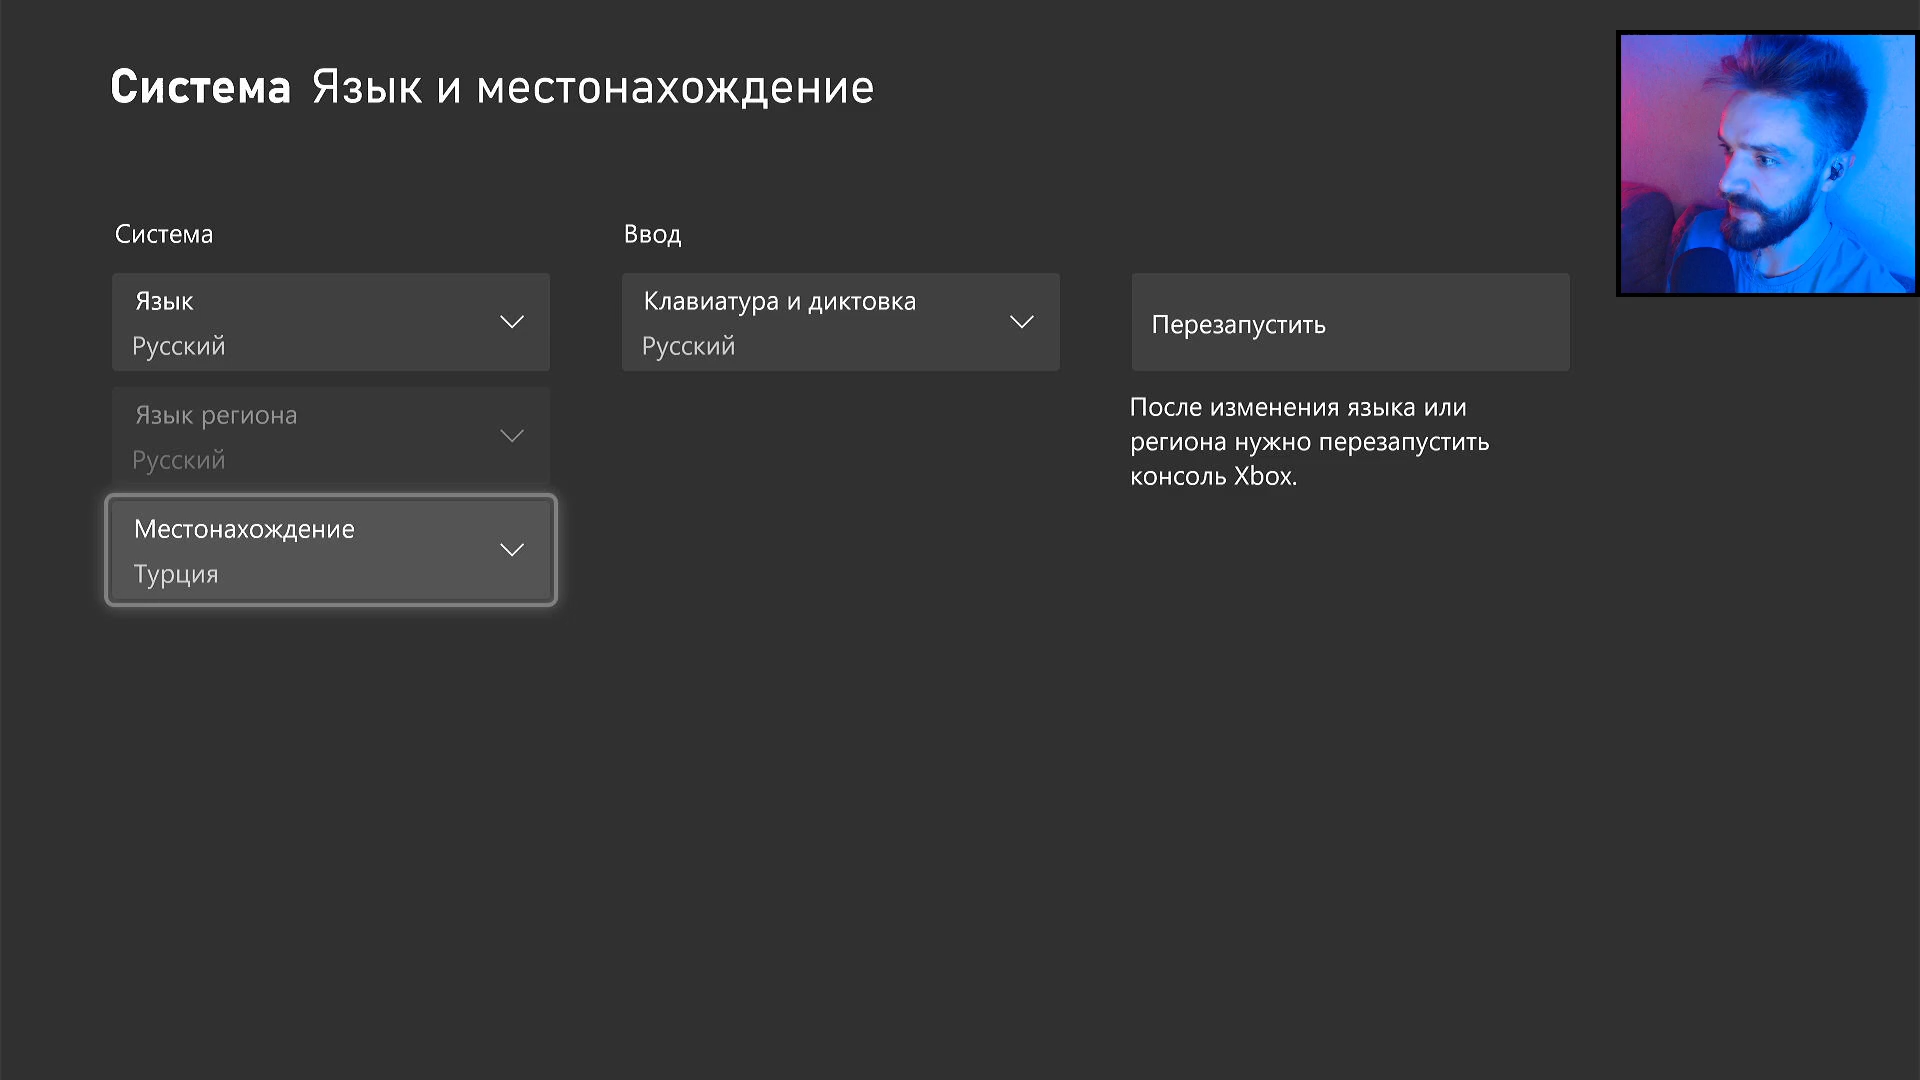 Система Язык и местонахождение
Система
Язык
Русский
Язык региона
Русский
Местонахождение
Турция
Ввод
Клавиатура и диктовка
Русский
Перезапустить
После изменения языка или
региона нужно перезапустить
консоль Xbox.